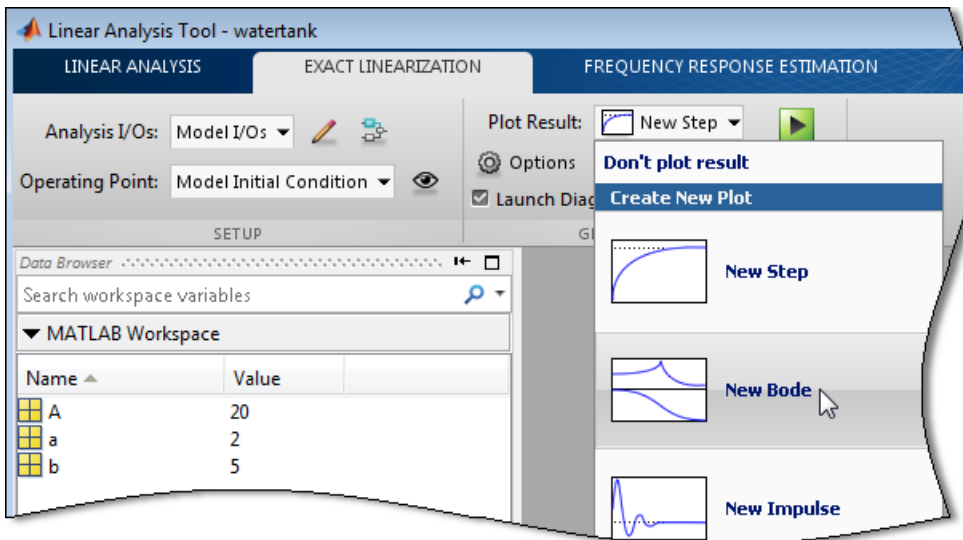 Linear Analysis Tool - watertank
LINEAR ANALYSIS
EXACT LINEARIZATION
FREQUENCY RESPONSE ESTIMATION
Analysis I/Os: Model I/Os
Operating Point: Model Initial Condition
SETUP
Plot Result: New Step
Options
Launch Diag
Don't plot result
Create New Plot
New Step
New Bode
New Impulse
Data Browser
Search workspace variables
MATLAB Workspace
Name Value
A 20
a 2
b 5